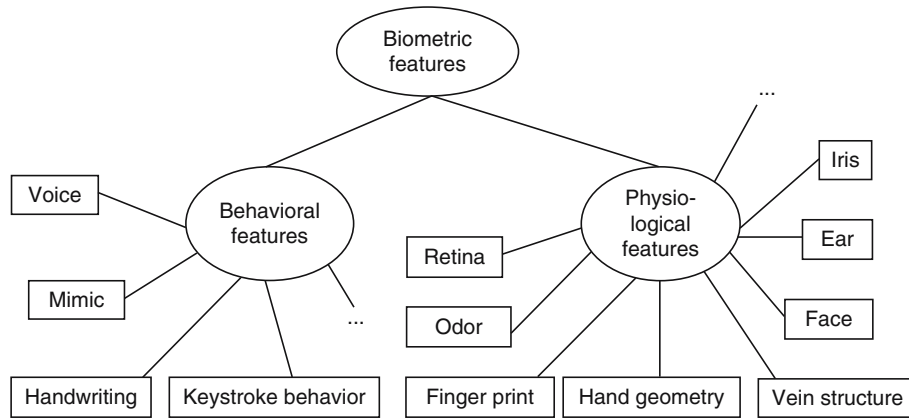 Biometric
features
...
Iris
Voice
Behavioral
features
Physio-
logical
features
Ear
Retina
Mimic
...
Odor
Face
Handwriting
Keystroke behavior
Finger print
Hand geometry
Vein structure